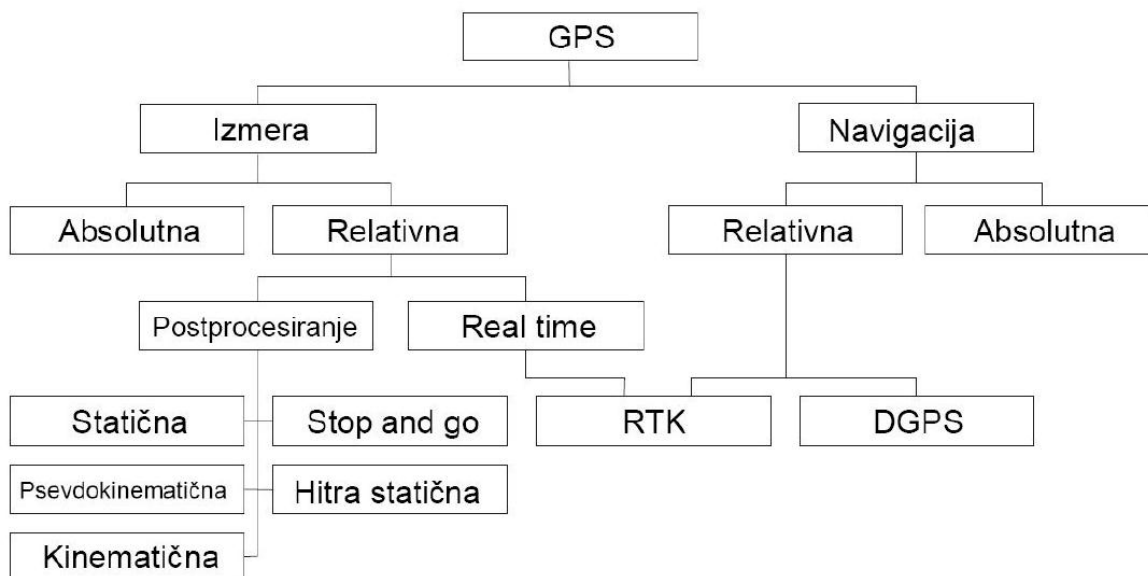 GPS
Izmera
Navigacija
Absolutna
Relativna
Relativna
Absolutna
Postprocesiranje
Real time
Statična
Stop and go
RTK
DGPS
Psevdokinematična
Hitra statična
Kinematična